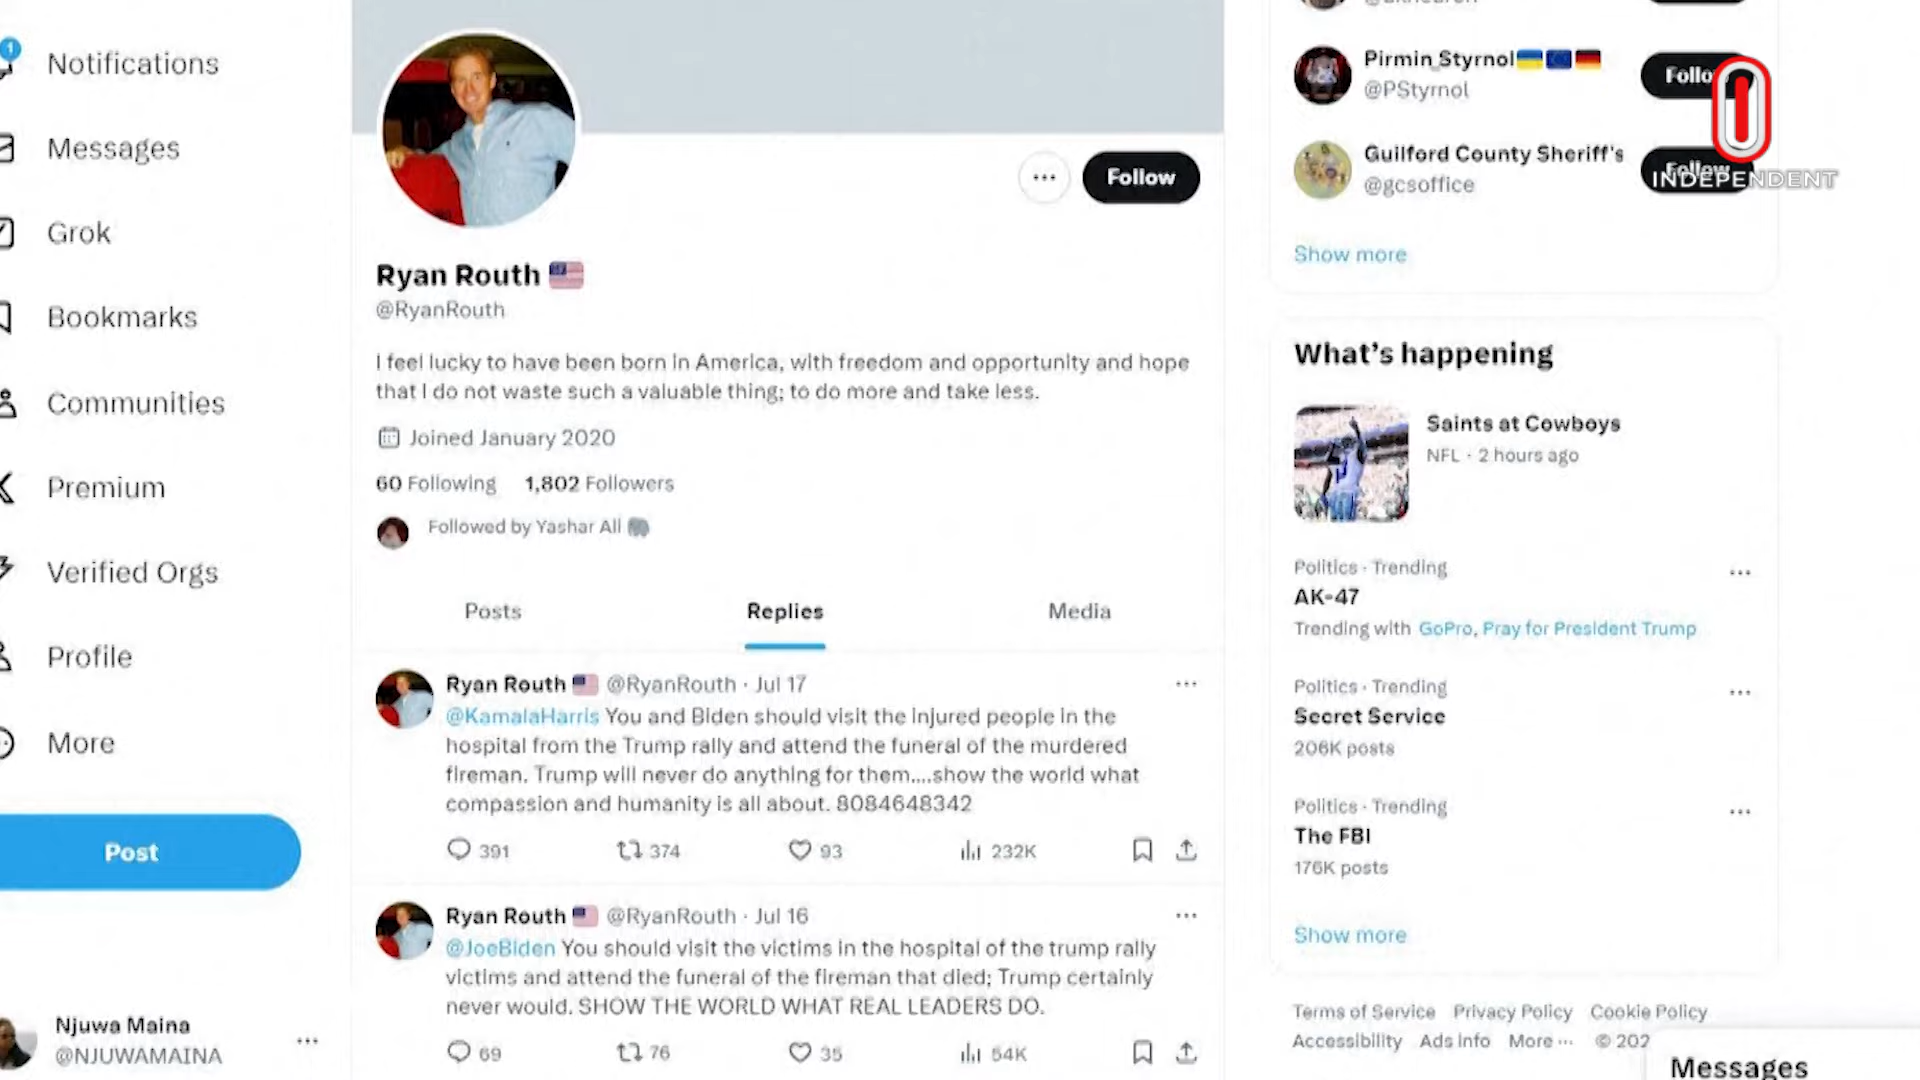 Notifications
Messages
Grok
Bookmarks
Communities
Premium
Verified Orgs
Profile
More
Post
Njuwa Maina
@NJUWAMAINA
Follow
Ryan Routh
@RyanRouth
I feel lucky to have been born in America, with freedom and opportunity and hope
that I do not waste such a valuable thing; to do more and take less.
Joined January 2020
60 Following 1,802 Followers
Followed by Yashar Ali
Posts Replies Media
Ryan Routh @RyanRouth · Jul 17
@KamalaHarris You and Biden should visit the injured people in the
hospital from the Trump rally and attend the funeral of the murdered
fireman. Trump will never do anything for them....show the world what
compassion and humanity is all about. 8084648342
391 374 93 232K
Ryan Routh @RyanRouth · Jul 16
@JoeBiden You should visit the victims in the hospital of the trump rally
victims and attend the funeral of the fireman that died; Trump certainly
never would. SHOW THE WORLD WHAT REAL LEADERS DO.
69 76 35 54K
Pirmin_Styrnol
@PStyrnol
Follow
Guilford County Sheriff's
@gcsoffice
Follow
INDEPENDENT
Show more
What's happening
Saints at Cowboys
NFL · 2 hours ago
Politics · Trending
AK-47
Trending with GoPro, Pray for President Trump
Politics · Trending
Secret Service
206K posts
Politics · Trending
The FBI
176K posts
Show more
Terms of Service Privacy Policy Cookie Policy
Accessibility Ads info More ··· © 202
Messages